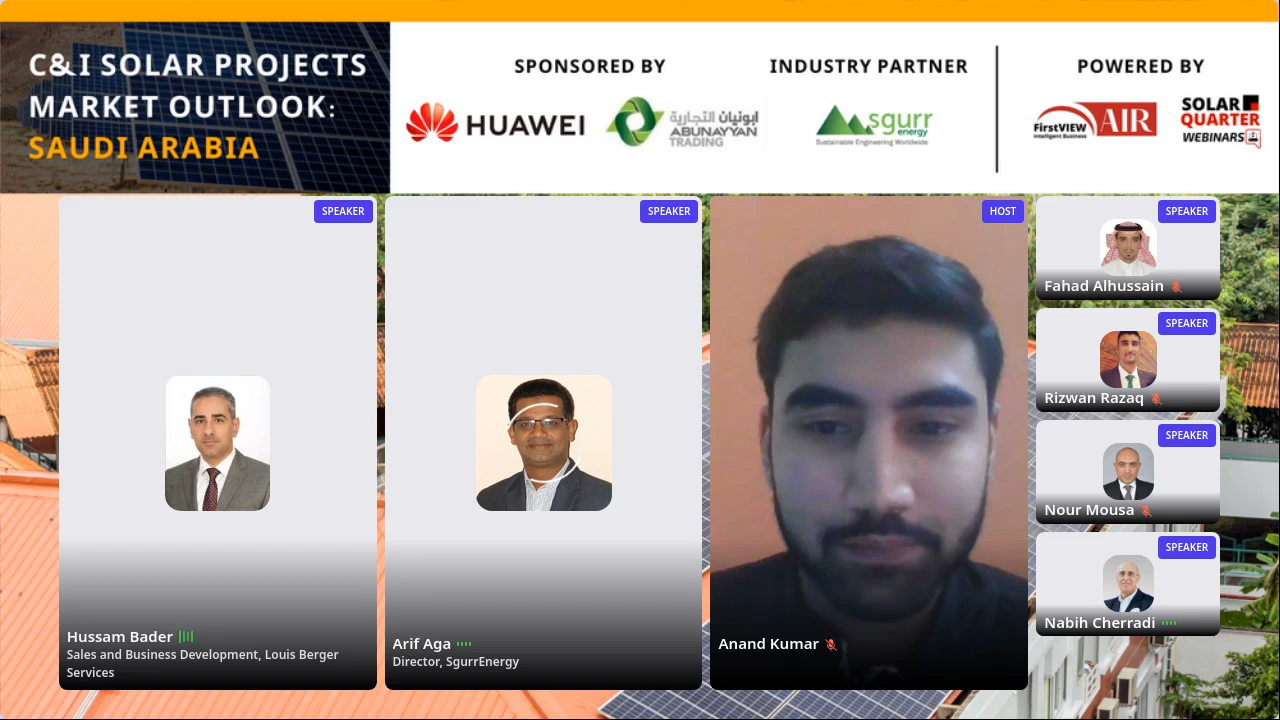 C&I SOLAR PROJECTS
MARKET OUTLOOK:
SAUDI ARABIA
SPONSORED BY
HUAWEI
ابونيان التجارية
ABUNAYYAN
TRADING
INDUSTRY PARTNER
sgurr
energy
Sustainable Engineering Worldwide
POWERED BY
FirstVIEW
Intelligent Business
AIR
SOLAR
QUARTER
WEBINARS
SPEAKER
Hussam Bader
Sales and Business Development, Louis Berger
Services
SPEAKER
Arif Aga
Director, SgurrEnergy
HOST
Anand Kumar
SPEAKER
Fahad Alhussain
SPEAKER
Rizwan Razaq
SPEAKER
Nour Mousa
SPEAKER
Nabih Cherradi